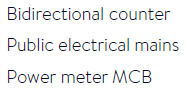 Bidirectional counter
Public electrical mains
Power meter MCB